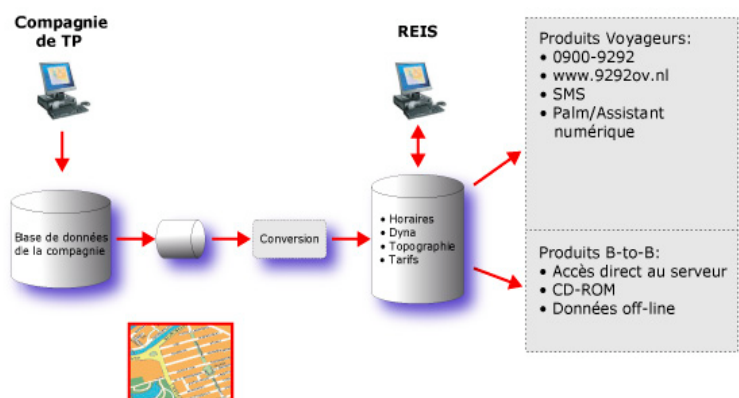 Compagnie
de TP
REIS
Produits Voyageurs:
• 0900-9292
• www.9292ov.nl
• SMS
• Palm/Assistant
numérique
Base de données
de la compagnie
Conversion
• Horaires
• Dyna
• Topographie
• Tarifs
Produits B-to-B:
• Accès direct au serveur
• CD-ROM
• Données off-line